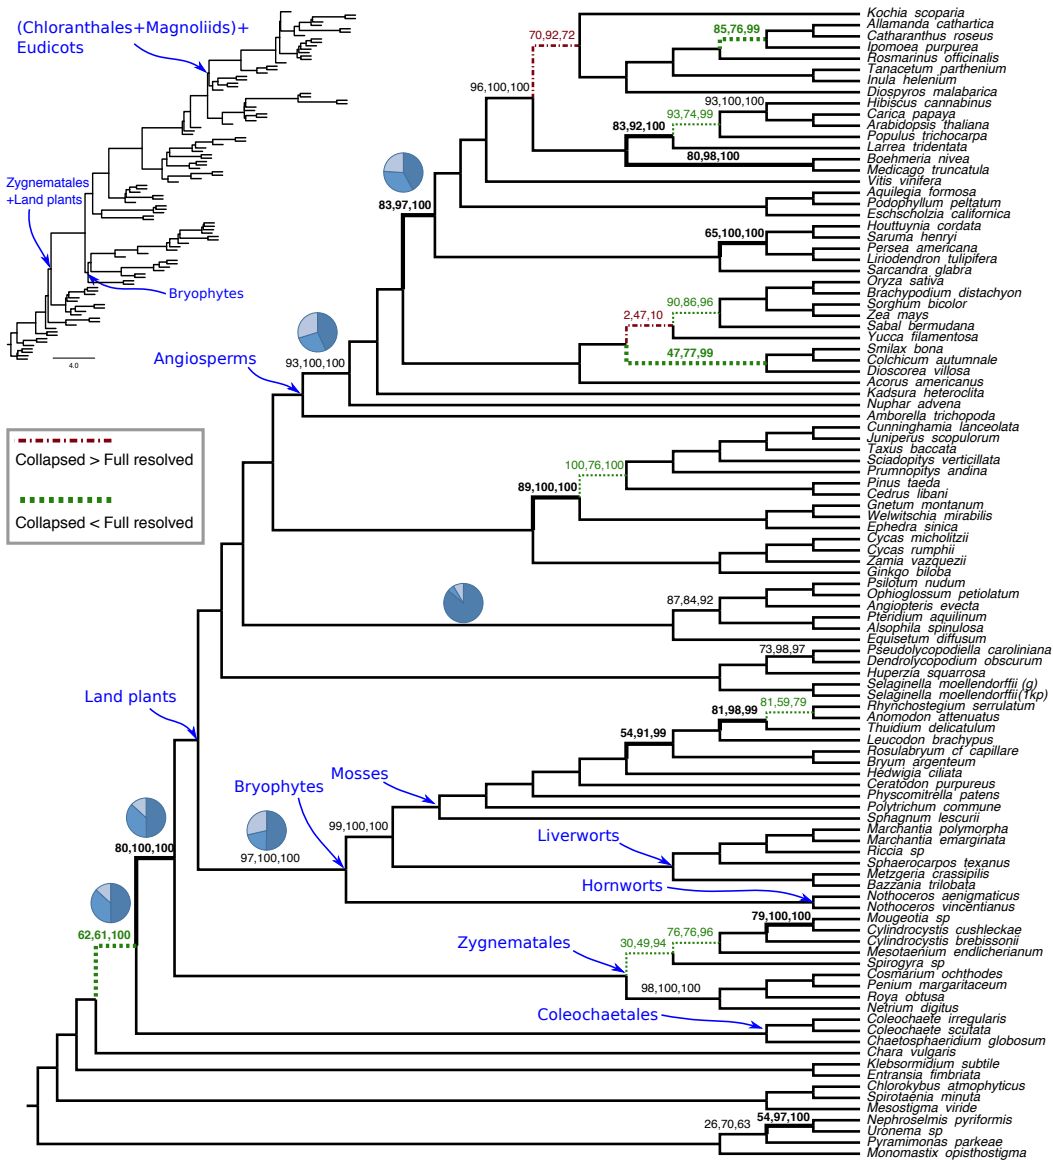 (Chloranthales+Magnoliids)+
Eudicots
Zygnematales
+Land plants
Bryophytes
4.0
Angiosperms
Collapsed > Full resolved
Collapsed < Full resolved
Land plants
Bryophytes
Mosses
Liverworts
Hornworts
Zygnematales
Coleochaetales
70,92,72
85,76,99
96,100,100
93,100,100
93,74,99
83,92,100
80,98,100
83,97,100
65,100,100
90,86,96
2,47,10
47,77,99
93,100,100
100,76,100
89,100,100
87,84,92
73,98,97
81,59,79
81,98,99
54,91,99
99,100,100
97,100,100
80,100,100
62,61,100
79,100,100
76,76,96
30,49,94
98,100,100
54,97,100
26,70,63
Kochia scoparia
Allamanda cathartica
Catharanthus roseus
Ipomoea purpurea
Rosmarinus officinalis
Tanacetum parthenium
Inula helenium
Diospyros malabarica
Hibiscus cannabinus
Carica papaya
Arabidopsis thaliana
Populus trichocarpa
Larrea tridentata
Boehmeria nivea
Medicago truncatula
Vitis vinifera
Aquilegia formosa
Podophyllum peltatum
Eschscholzia californica
Houttuynia cordata
Saruma henryi
Persea americana
Liriodendron tulipifera
Sarcandra glabra
Oryza sativa
Brachypodium distachyon
Sorghum bicolor
Zea mays
Sabal bermudana
Yucca filamentosa
Smilax bona
Colchicum autumnale
Dioscorea villosa
Acorus americanus
Kadsura heteroclita
Nuphar advena
Amborella trichopoda
Cunninghamia lanceolata
Juniperus scopulorum
Taxus baccata
Sciadopitys verticillata
Prumnopitys andina
Pinus taeda
Cedrus libani
Gnetum montanum
Welwitschia mirabilis
Ephedra sinica
Cycas micholitzii
Cycas rumphii
Zamia vazquezii
Ginkgo biloba
Psilotum nudum
Ophioglossum petiolatum
Angiopteris evecta
Pteridium aquilinum
Alsophila spinulosa
Equisetum diffusum
Pseudolycopodiella caroliniana
Dendrolycopodium obscurum
Huperzia squarrosa
Selaginella moellendorffii (g)
Selaginella moellendorffii(1kp)
Rhynchostegium serrulatum
Anomodon attenuatus
Thuidium delicatulum
Leucodon brachypus
Rosulabryum cf capillare
Bryum argenteum
Hedwigia ciliata
Ceratodon purpureus
Physcomitrella patens
Polytrichum commune
Sphagnum lescurii
Marchantia polymorpha
Marchantia emarginata
Riccia sp
Sphaerocarpos texanus
Metzgeria crassipilis
Bazzania trilobata
Nothoceros aenigmaticus
Nothoceros vincentianus
Mougeotia sp
Cylindrocystis cushleckae
Cylindrocystis brebissonii
Mesotaenium endlicherianum
Spirogyra sp
Cosmarium ochthodes
Penium margaritaceum
Roya obtusa
Netrium digitus
Coleochaete irregularis
Coleochaete scutata
Chaetosphaeridium globosum
Chara vulgaris
Klebsormidium subtile
Entransia fimbriata
Chlorokybus atmophyticus
Spirotaenia minuta
Mesostigma viride
Nephroselmis pyriformis
Uronema sp
Pyramimonas parkeae
Monomastix opisthostigma